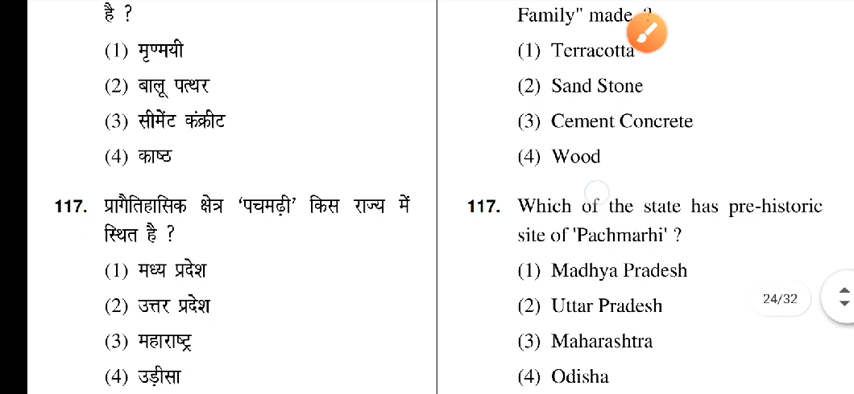 है ?
(1) मृण्मयी
(2) बालू पत्थर
(3) सीमेंट कंक्रीट
(4) काष्ठ
117. प्रागैतिहासिक क्षेत्र 'पचमढ़ी' किस राज्य में
स्थित है ?
(1) मध्य प्रदेश
(2) उत्तर प्रदेश
(3) महाराष्ट्र
(4) उड़ीसा
Family" made ?
(1) Terracotta
(2) Sand Stone
(3) Cement Concrete
(4) Wood
117. Which of the state has pre-historic
site of 'Pachmarhi' ?
(1) Madhya Pradesh
(2) Uttar Pradesh
(3) Maharashtra
(4) Odisha
24/32